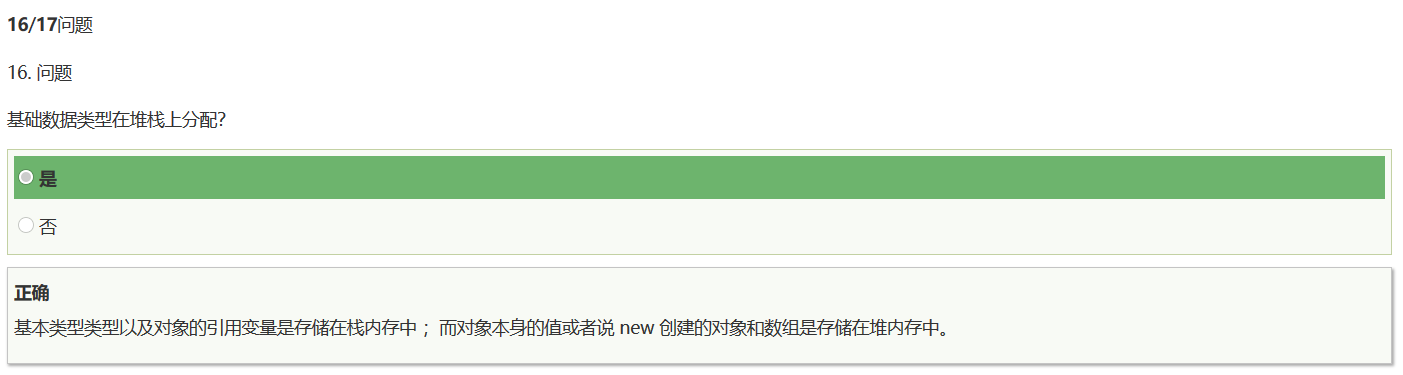 16/17问题
16. 问题
基础数据类型在堆栈上分配?
是
否
正确
基本类型类型以及对象的引用变量是存储在栈内存中 ；而对象本身的值或者说 new 创建的对象和数组是存储在堆内存中。